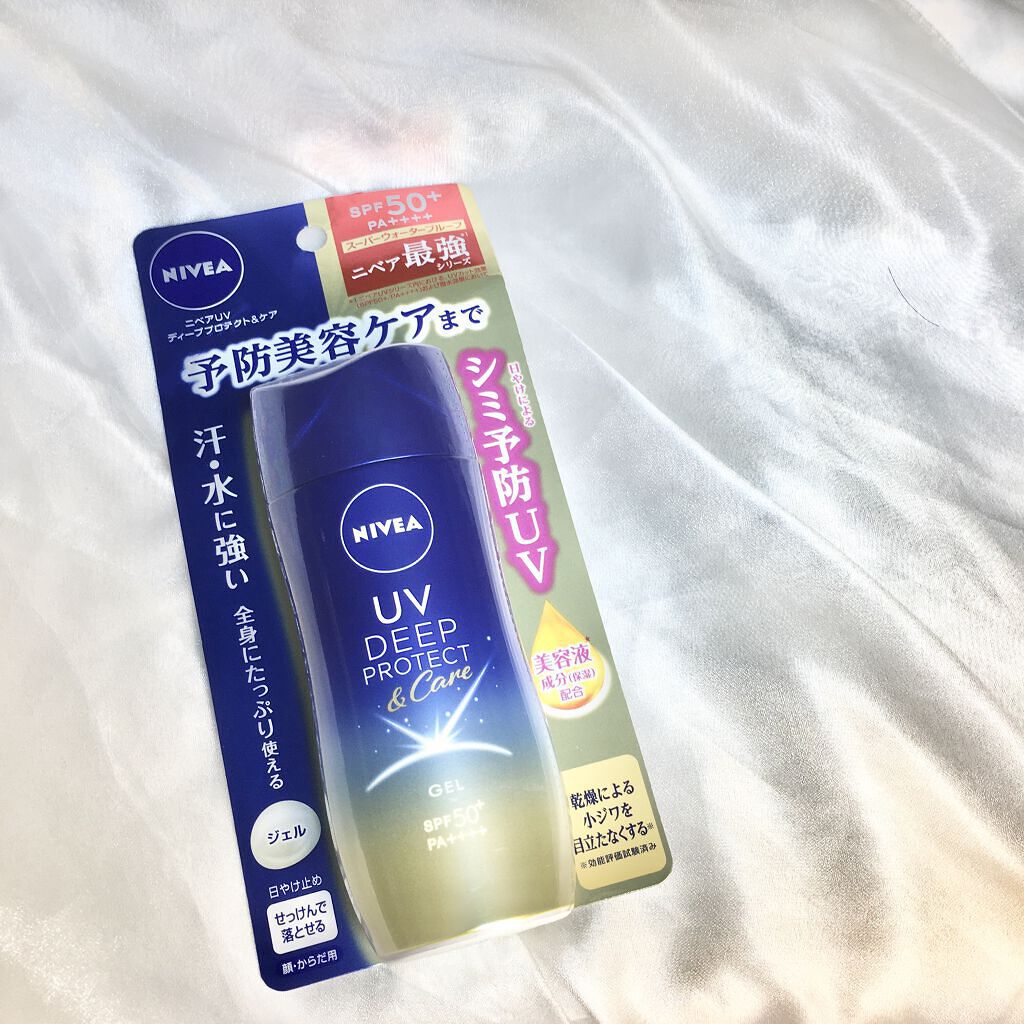 NIVEA
ニベアUV
ディーププロテクト&ケア
SPF50+
PA++++
スーパーウォータープルーフ
ニベア最強※1
シリーズ
予防美容ケアまで
日やけによる
シミ予防UV
汗・水に強い
全身にたっぷり使える
NIVEA
UV
DEEP
PROTECT
& Care
GEL
SPF50+
PA++++
美容液
成分(保湿)
配合
乾燥による
小ジワを
目立たなくする※
※効能評価試験済み
ジェル
日やけ止め
せっけんで
落とせる
顔・からだ用